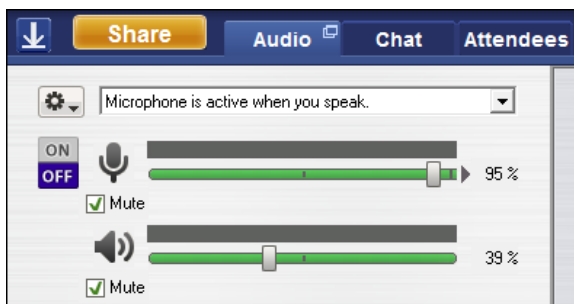 Share Audio Chat Attendees
Microphone is active when you speak.
ON
OFF
95 %
Mute
39 %
Mute